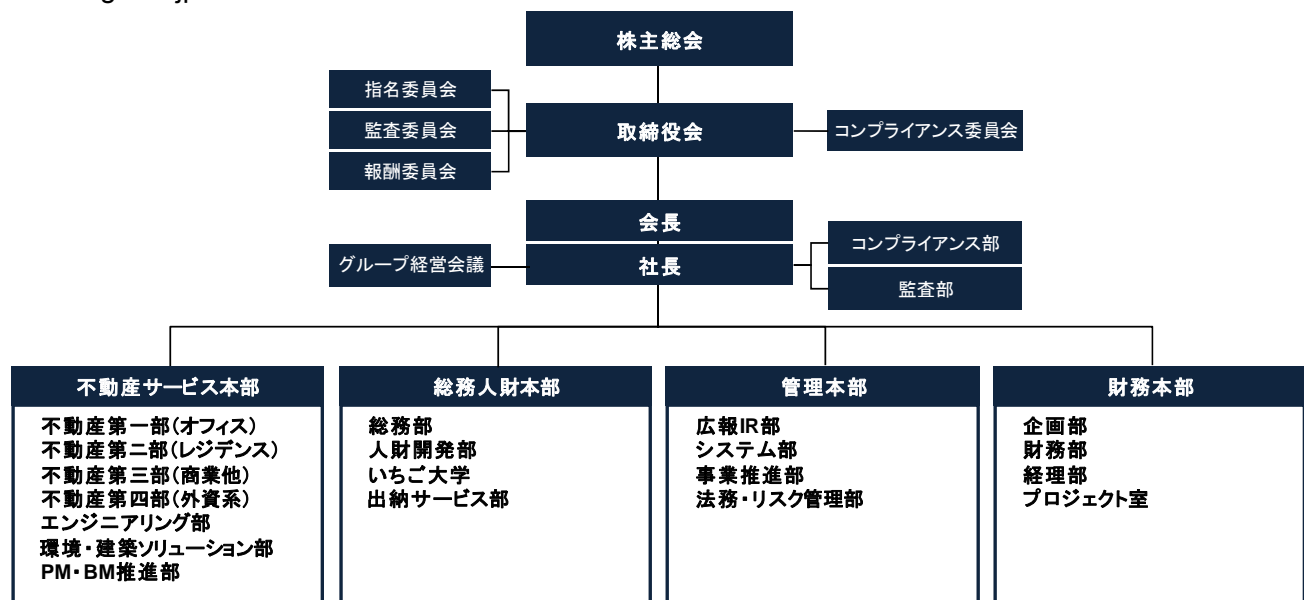 株主総会
指名委員会
監査委員会
報酬委員会
取締役会
コンプライアンス委員会
会長
グループ経営会議
社長
コンプライアンス部
監査部
不動産サービス本部
不動産第一部(オフィス)
不動産第二部(レジデンス)
不動産第三部(商業他)
不動産第四部(外資系)
エンジニアリング部
環境・建築ソリューション部
PM・BM推進部
総務人財本部
総務部
人財開発部
いちご大学
出納サービス部
管理本部
広報IR部
システム部
事業推進部
法務・リスク管理部
財務本部
企画部
財務部
経理部
プロジェクト室